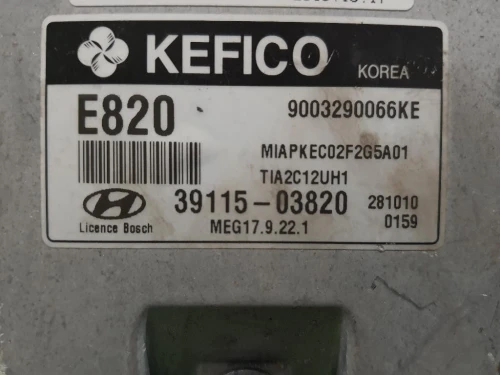 KEFICO KOREA
E820 9003290066KE
MIAPKEC02F2G5A01
TIA2C12UH1
39115-03820 281010
Licence Bosch MEG17.9.22.1 0159